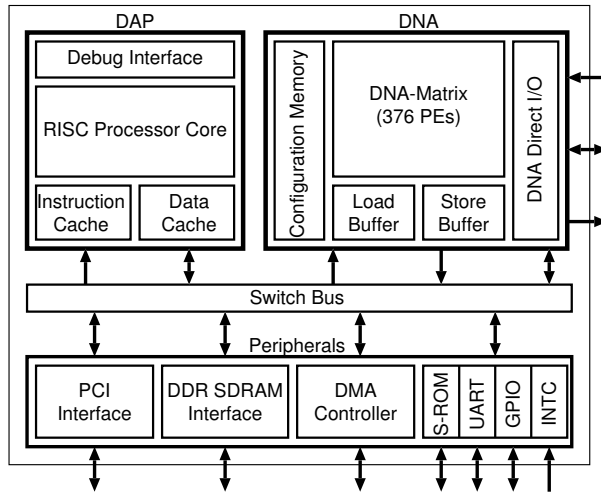 DAP
DNA
Debug Interface
RISC Processor Core
Instruction
Cache
Data
Cache
Configuration Memory
DNA-Matrix
(376 PEs)
Load
Buffer
Store
Buffer
DNA Direct I/O
Switch Bus
Peripherals
PCI
Interface
DDR SDRAM
Interface
DMA
Controller
S-ROM
UART
GPIO
INTC